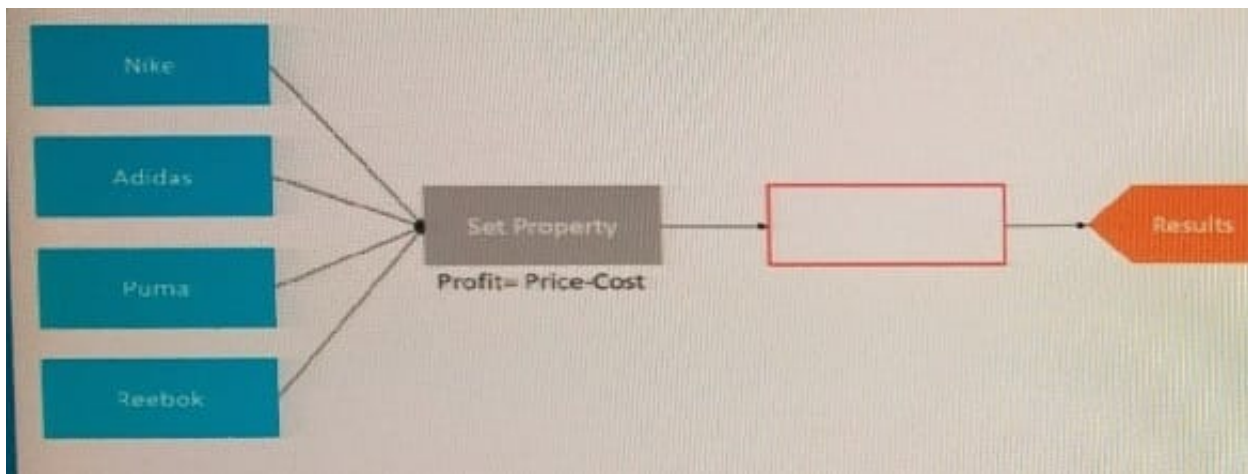 Nike
Adidas
Puma
Reebok
Set Property
Profit= Price-Cost
Results